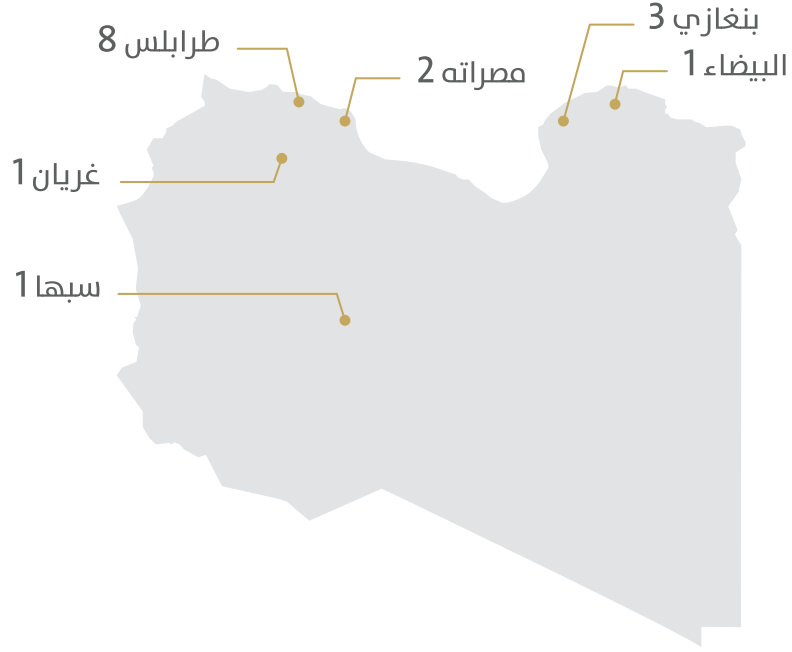 بنغازي 3
طرابلس 8
البيضاء 1
مصراته 2
غريان 1
سبها 1